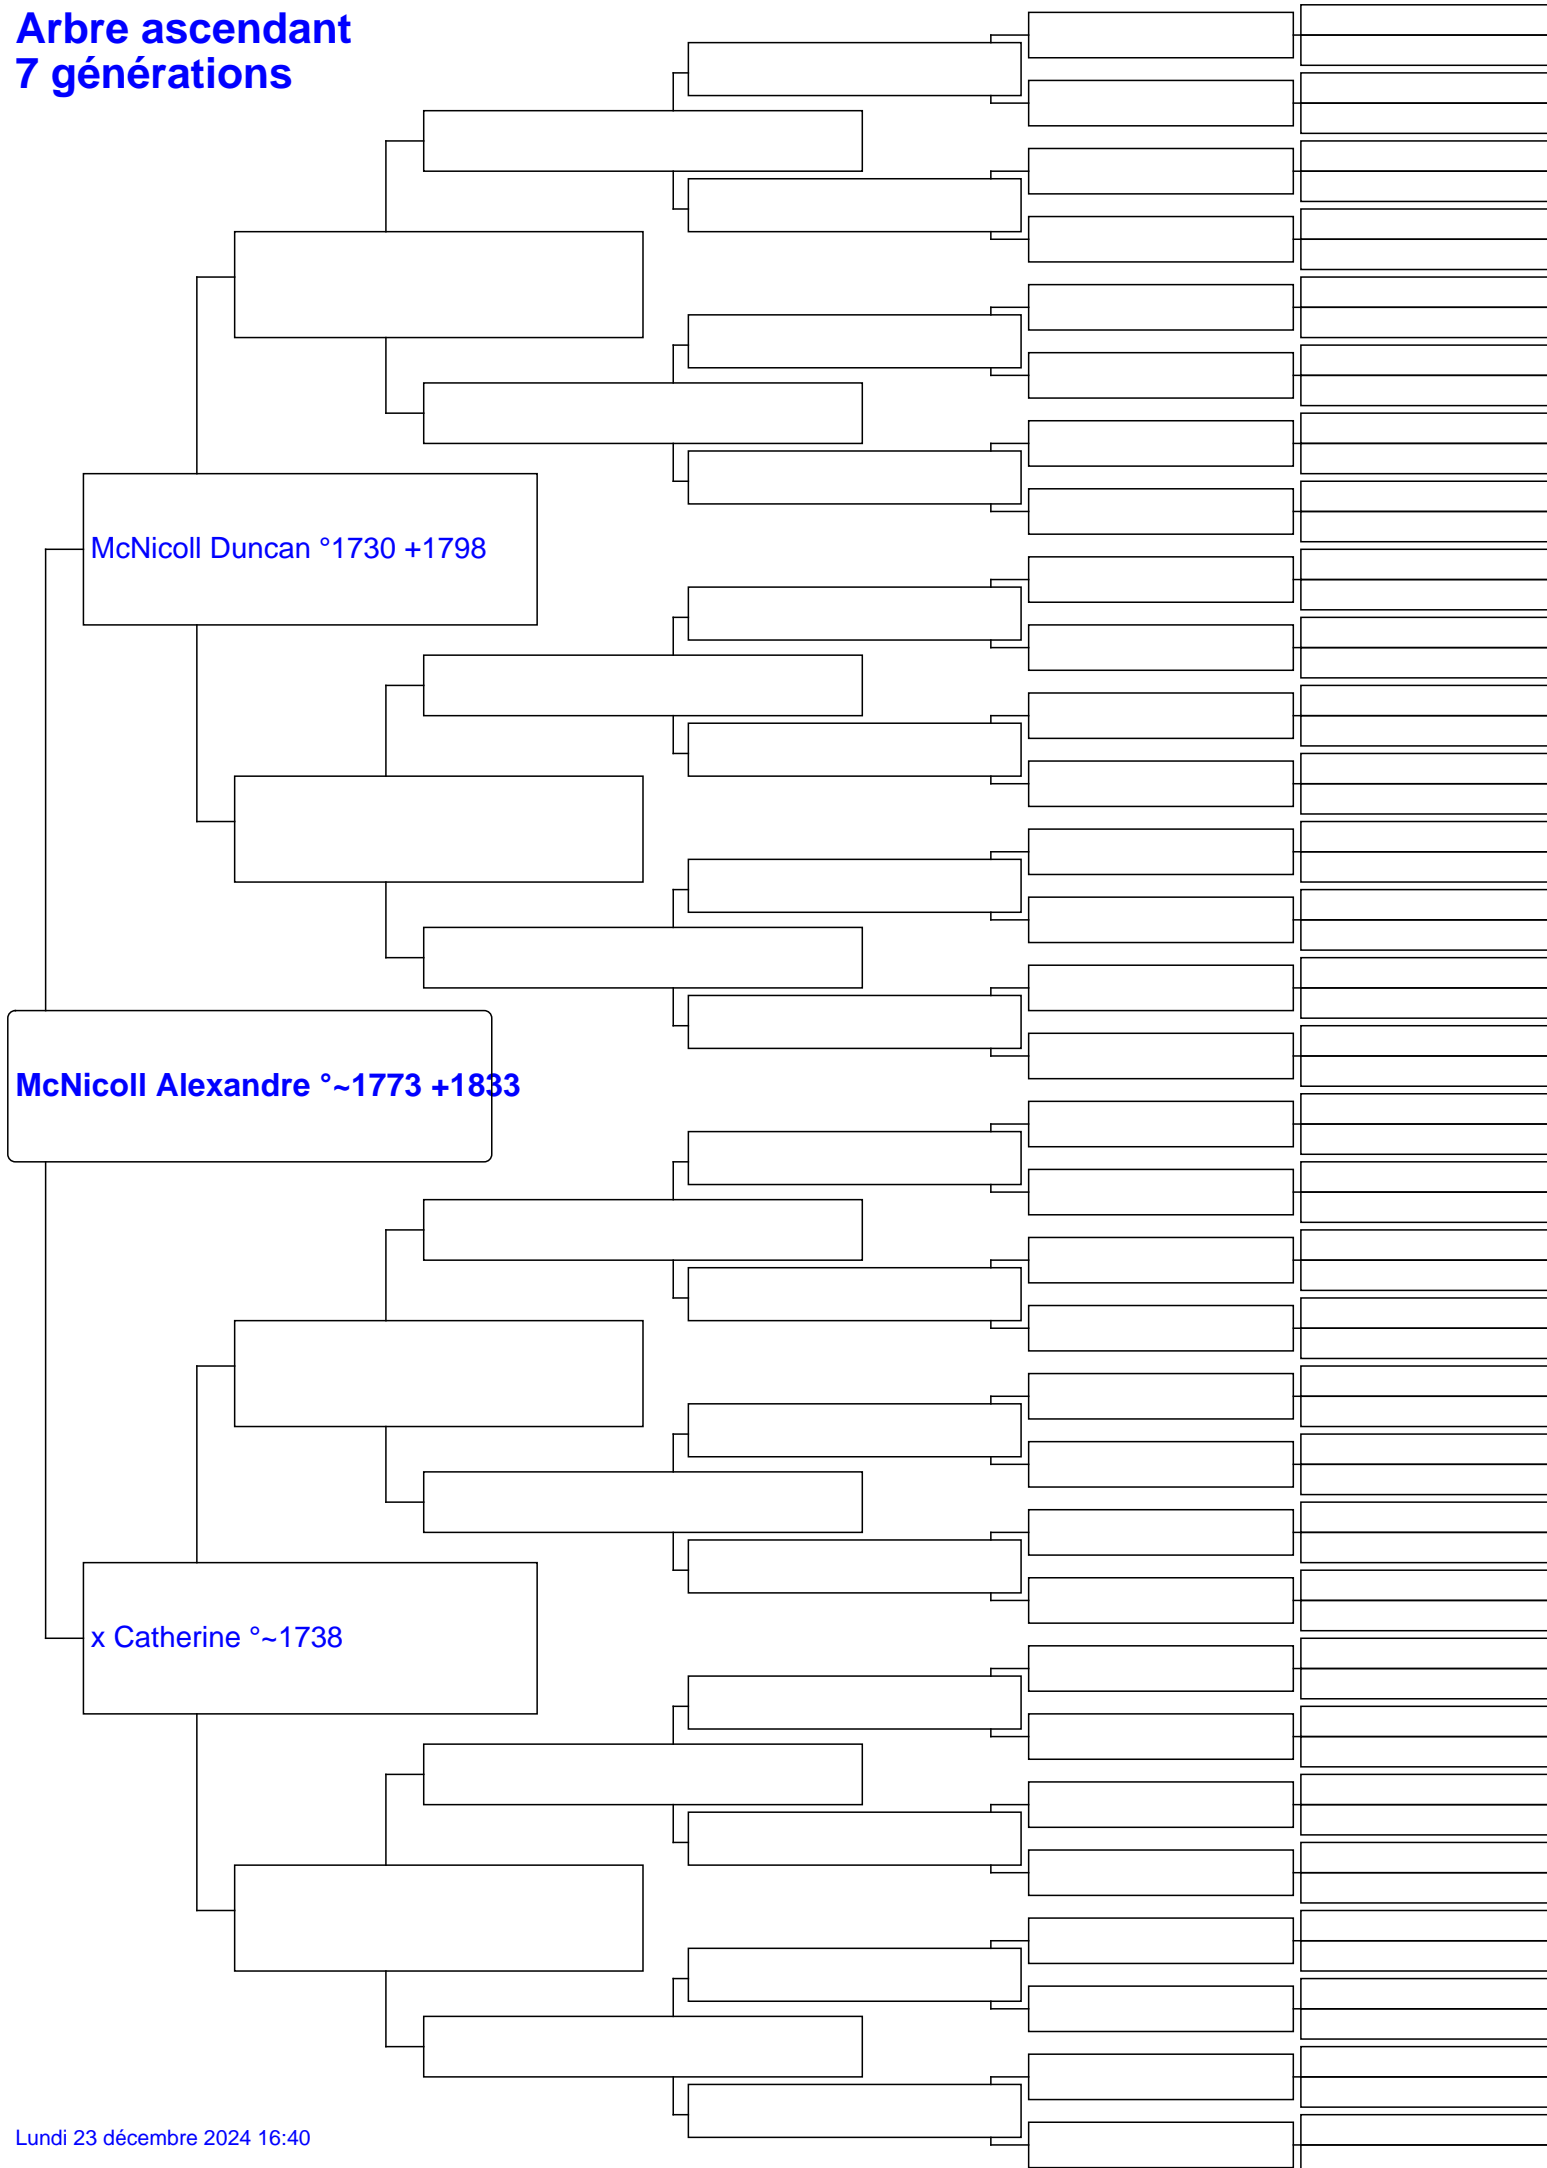 Arbre ascendant
7 générations
McNicoll Duncan °1730 +1798
McNicoll Alexandre °~1773 +1833
x Catherine °~1738
Lundi 23 décembre 2024 16:40